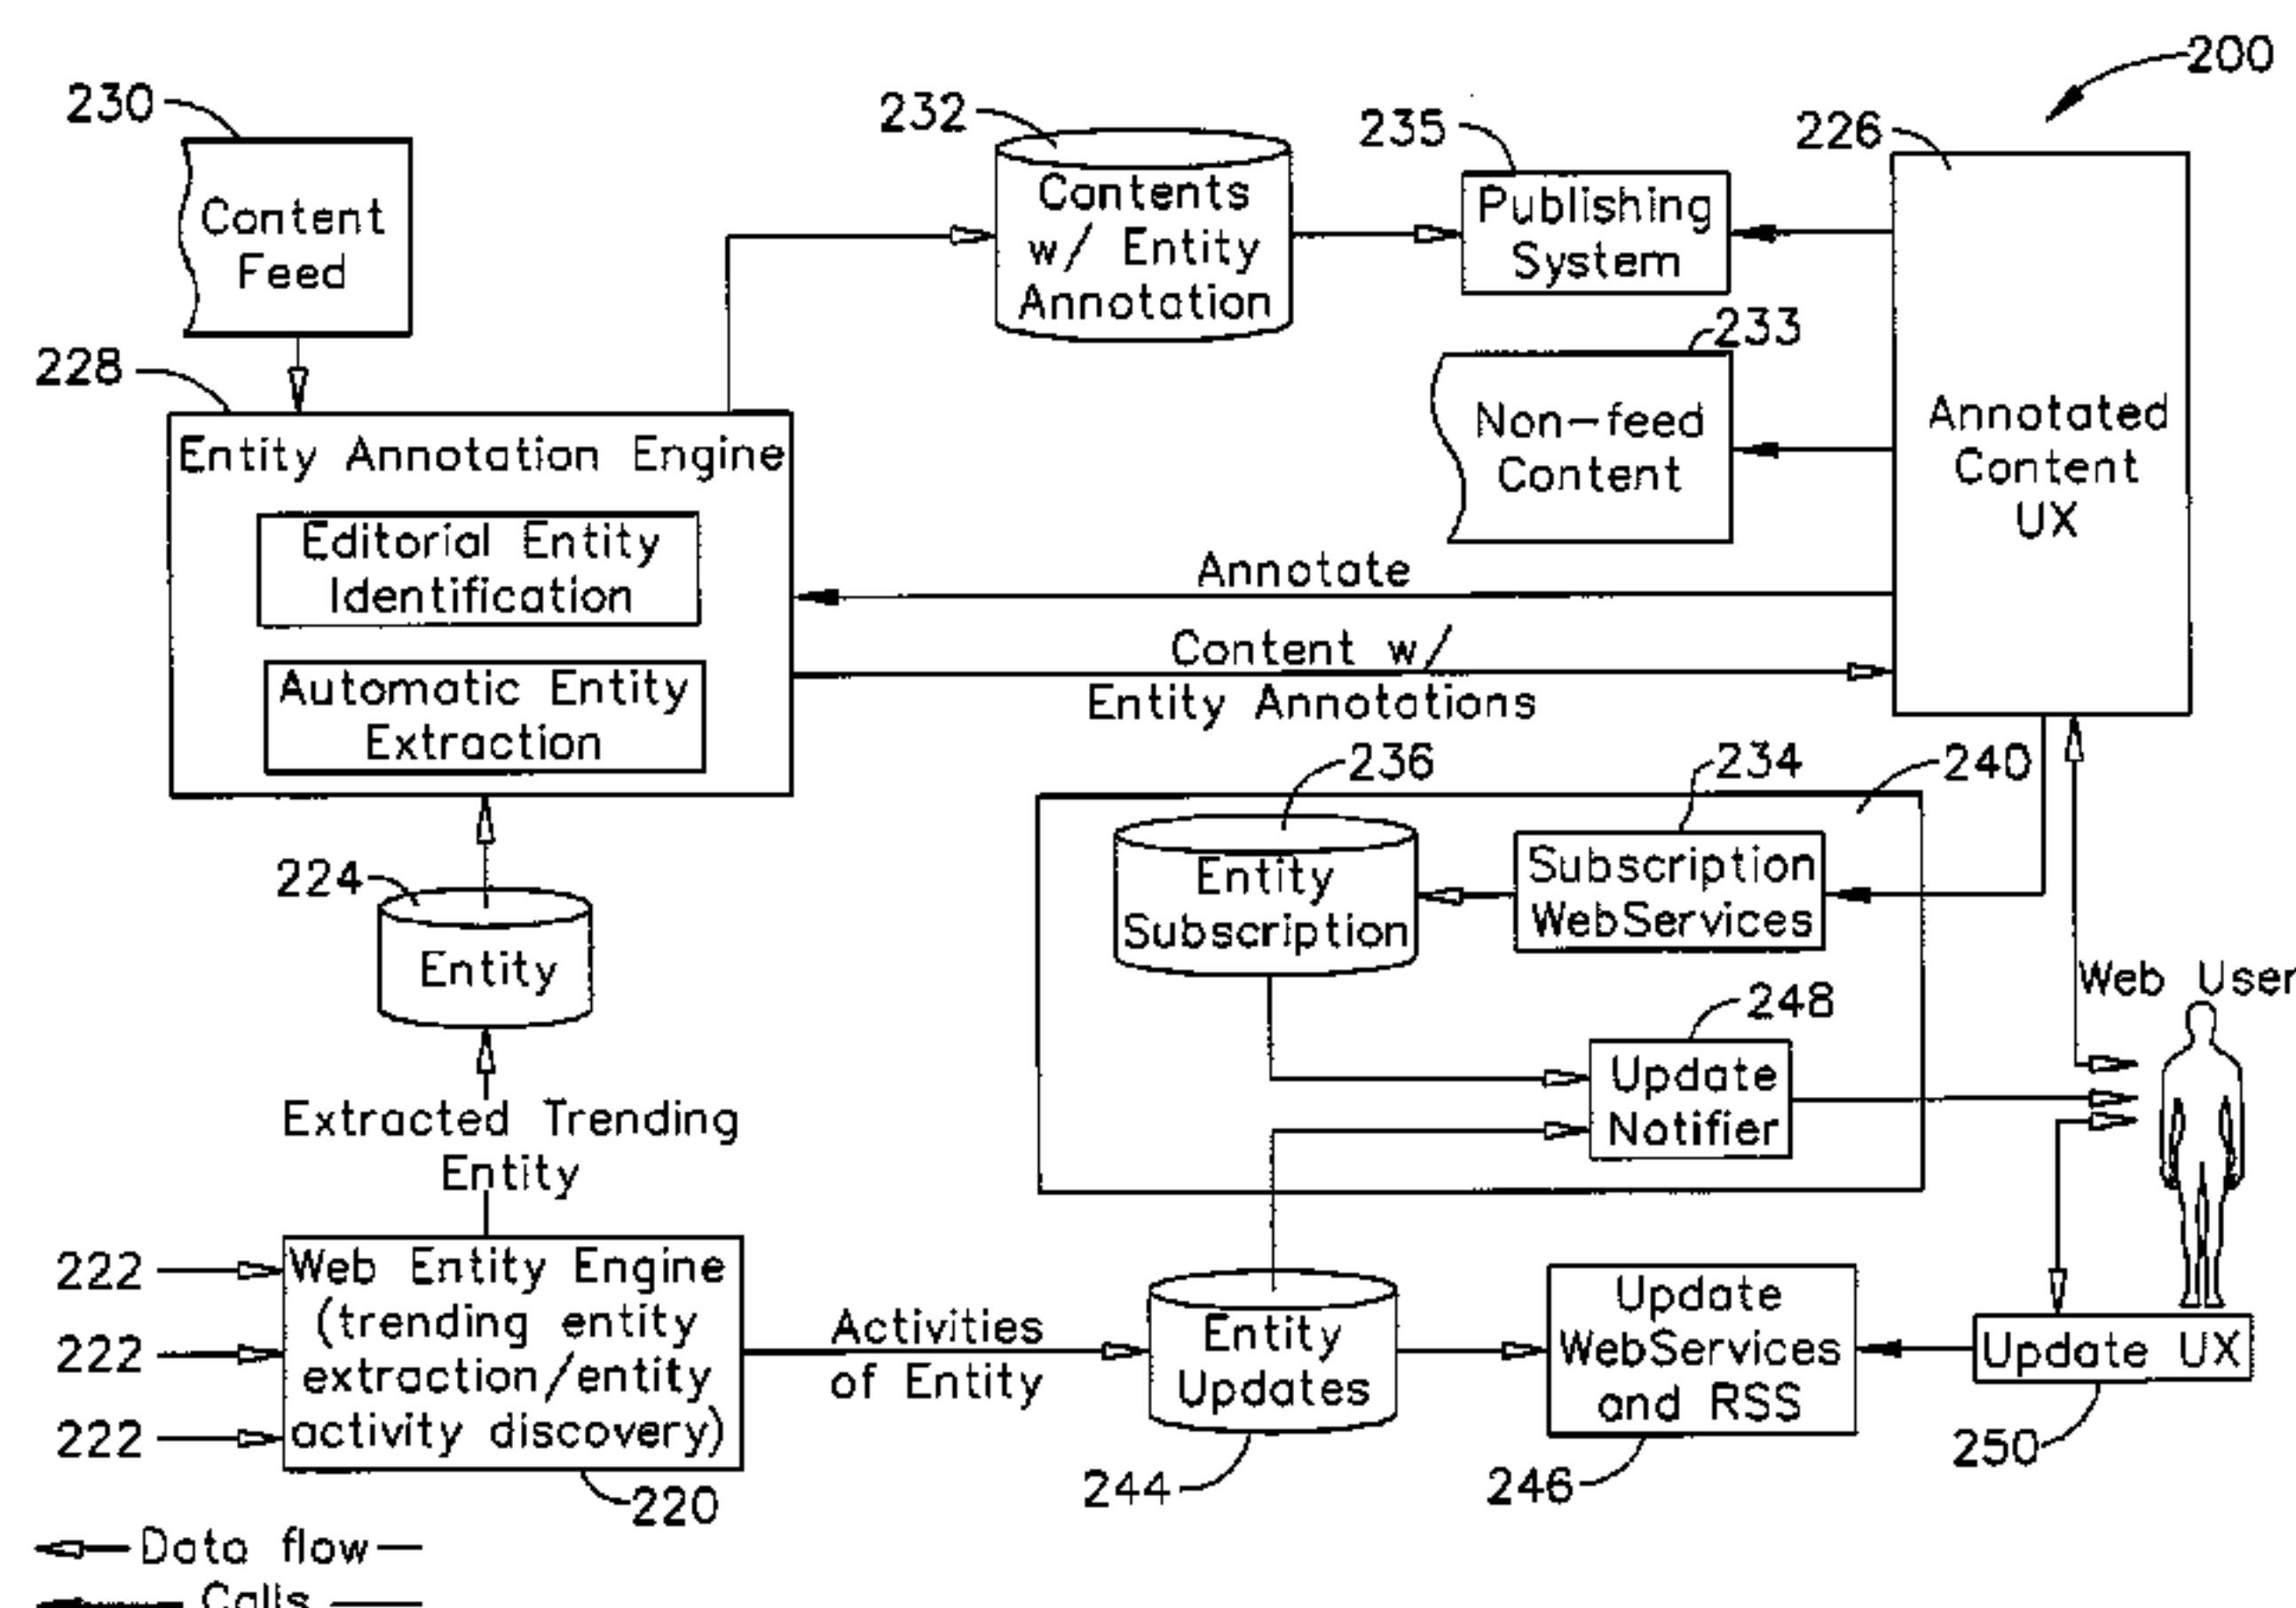 200
230
232
235
226
Content
Feed
Contents
w/ Entity
Annotation
Publishing
System
233
228
Non-feed
Content
Annotated
Content
UX
Entity Annotation Engine
Editorial Entity
Identification
Automatic Entity
Extraction
Annotate
Content w/
Entity Annotations
236
234
240
224
Entity
Entity
Subscription
Subscription
WebServices
248
Update
Notifier
Web User
Extracted Trending
Entity
222
222
222
Web Entity Engine
(trending entity
extraction/entity
activity discovery)
220
Activities
of Entity
Entity
Updates
244
Update
WebServices
and RSS
246
Update UX
250
Data flow
Calls